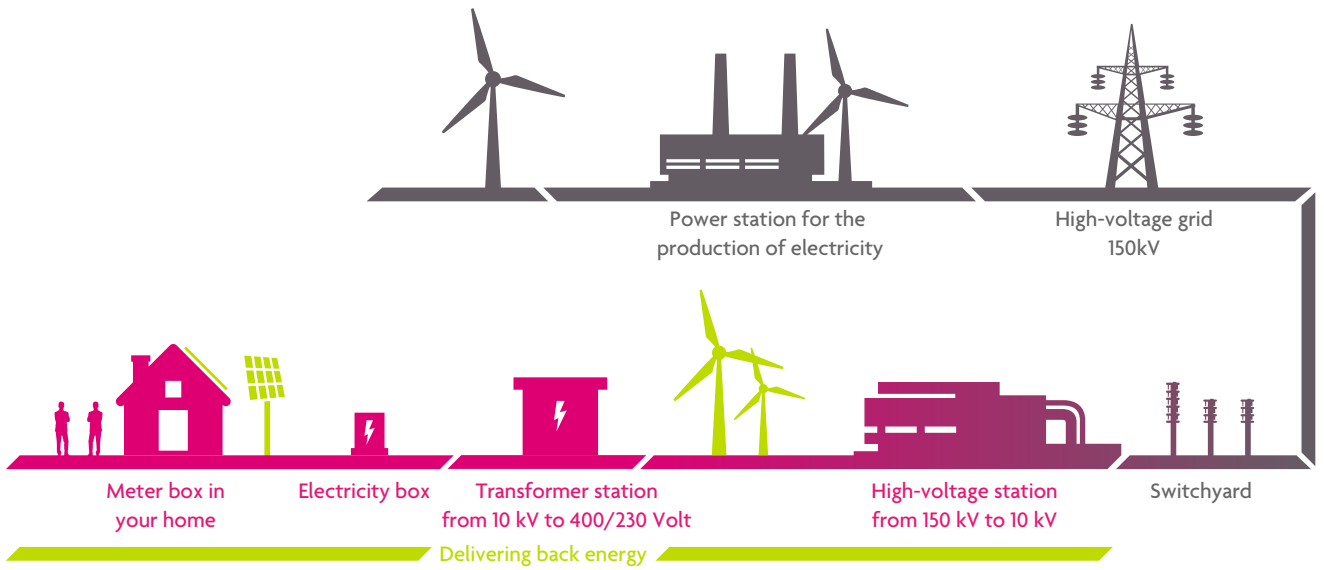 Power station for the
production of electricity
High-voltage grid
150kV
Meter box in
your home
Electricity box
Transformer station
from 10 kV to 400/230 Volt
High-voltage station
from 150 kV to 10 kV
Switchyard
Delivering back energy